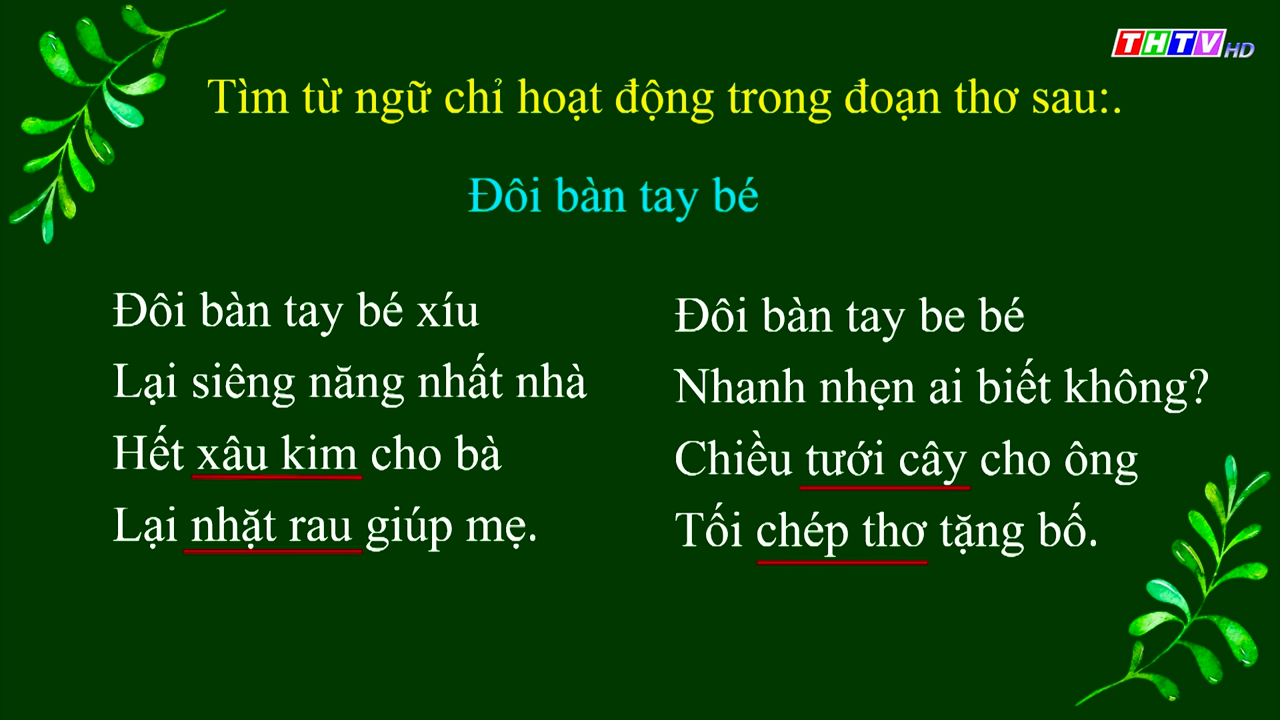 THTV HD
Tìm từ ngữ chỉ hoạt động trong đoạn thơ sau:.
Đôi bàn tay bé
Đôi bàn tay bé xíu
Lại siêng năng nhất nhà
Hết xâu kim cho bà
Lại nhặt rau giúp mẹ.
Đôi bàn tay be bé
Nhanh nhẹn ai biết không?
Chiều tưới cây cho ông
Tối chép thơ tặng bố.